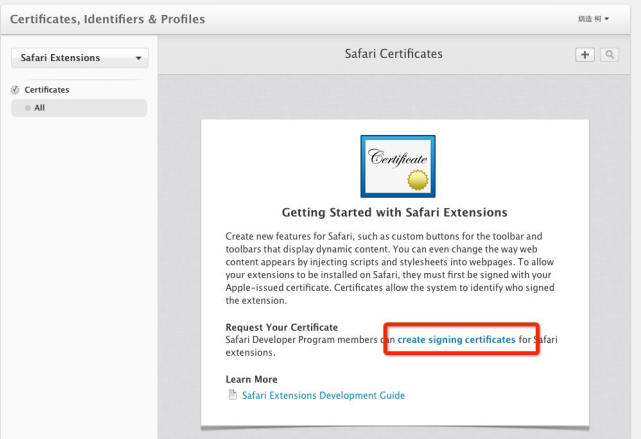 Certificates, Identifiers & Profiles
炳造 柯
Safari Extensions
Safari Certificates
Certificates
All
Certificate
Getting Started with Safari Extensions
Create new features for Safari, such as custom buttons for the toolbar and
toolbars that display dynamic content. You can even change the way web
content appears by injecting scripts and stylesheets into webpages. To allow
your extensions to be installed on Safari, they must first be signed with your
Apple-issued certificate. Certificates allow the system to identify who signed
the extension.
Request Your Certificate
Safari Developer Program members can create signing certificates for Safari
extensions.
Learn More
Safari Extensions Development Guide